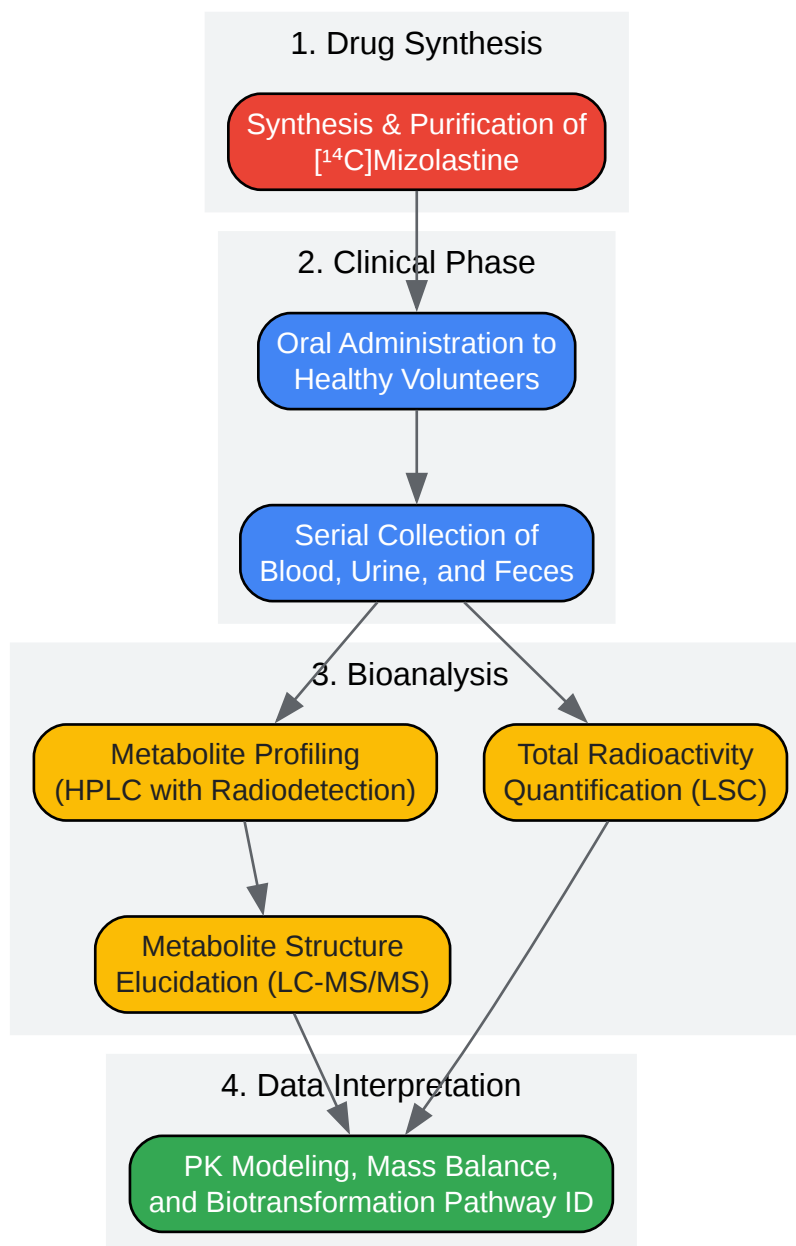 1. Drug Synthesis
Synthesis & Purification of
[¹⁴C]Mizolastine
2. Clinical Phase
Oral Administration to
Healthy Volunteers
Serial Collection of
Blood, Urine, and Feces
3. Bioanalysis
Metabolite Profiling
(HPLC with Radiodetection)
Total Radioactivity
Quantification (LSC)
Metabolite Structure
Elucidation (LC-MS/MS)
4. Data Interpretation
PK Modeling, Mass Balance,
and Biotransformation Pathway ID